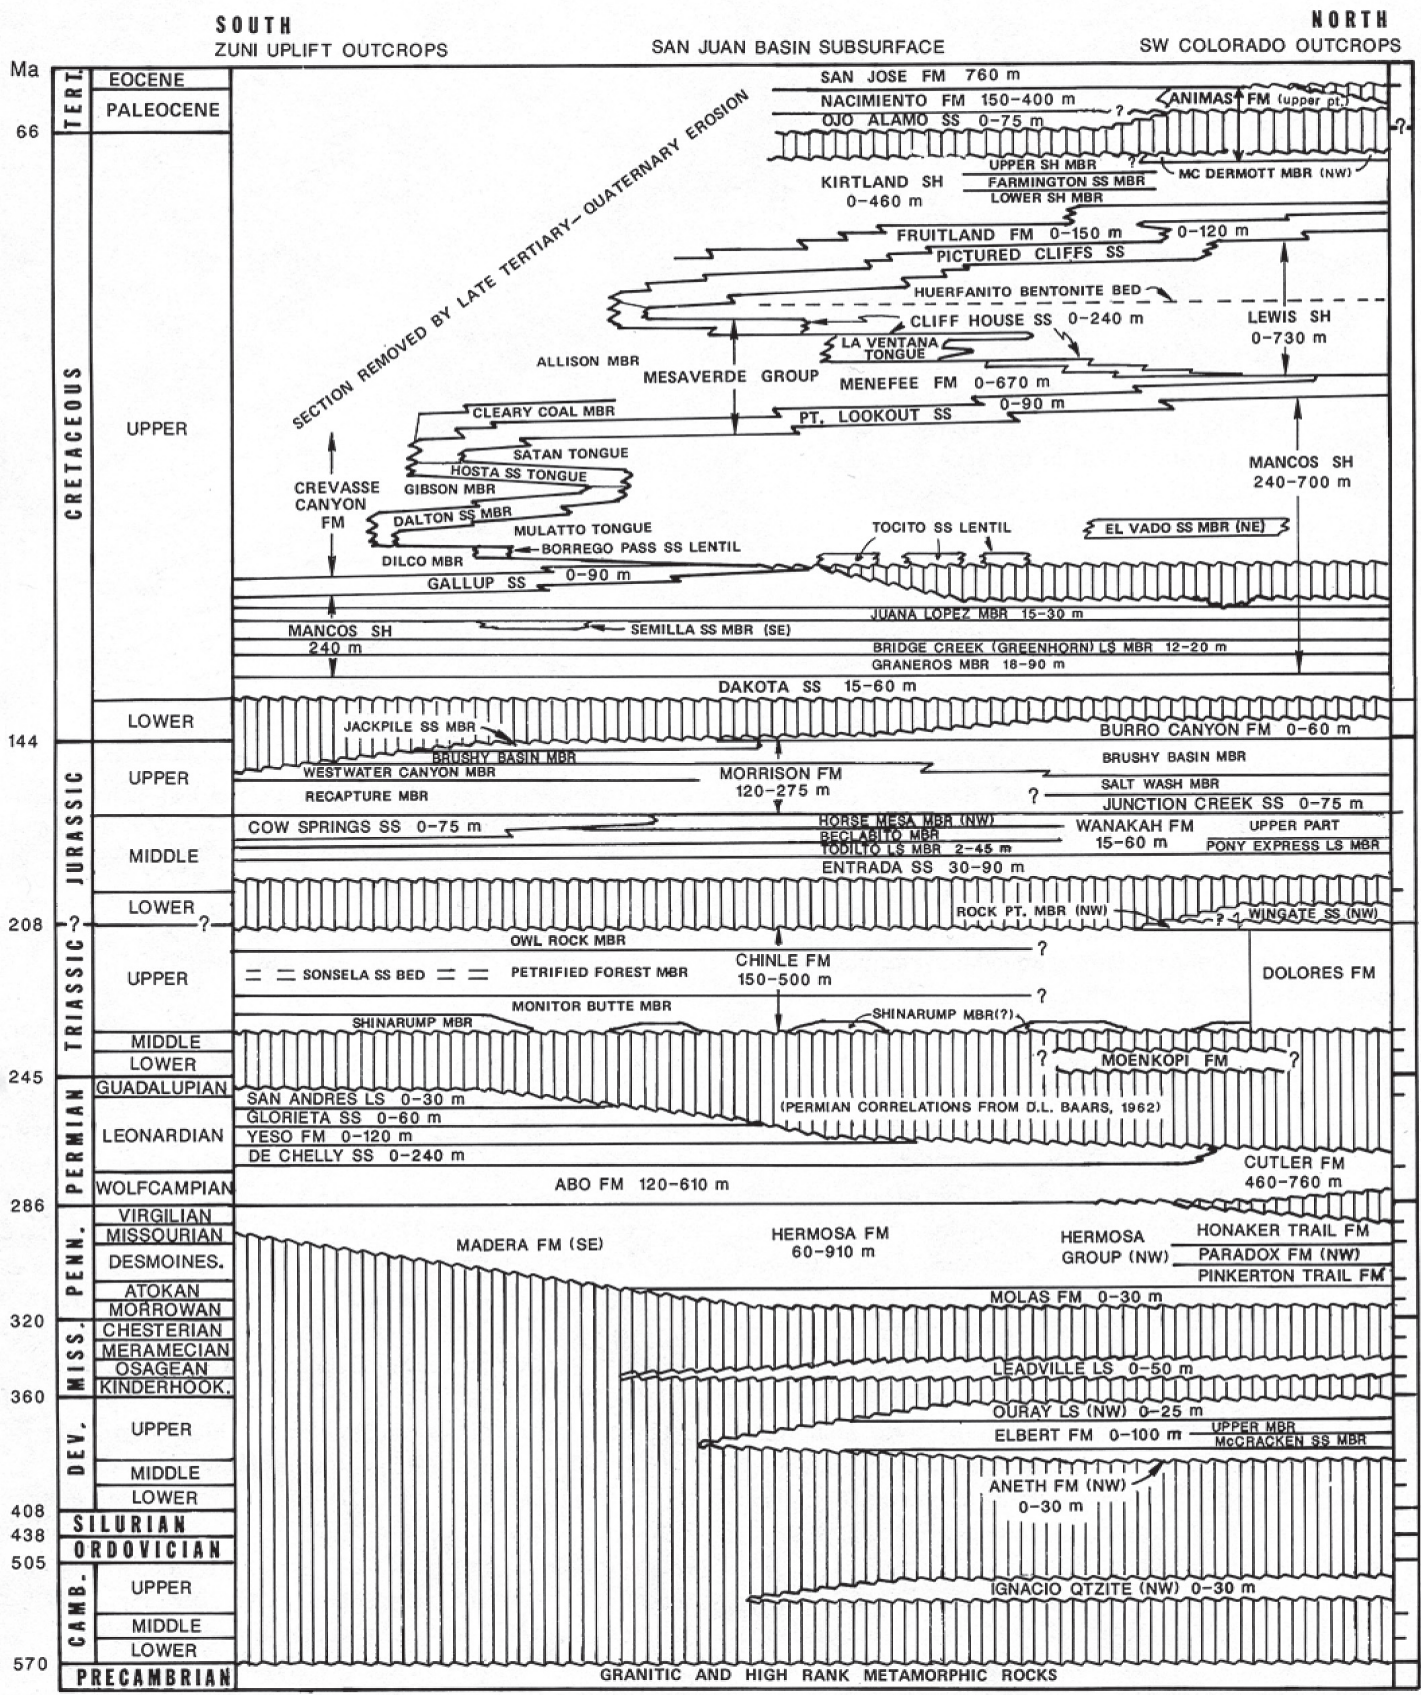 SOUTH
NORTH
ZUNI UPLIFT OUTCROPS
SAN JUAN BASIN SUBSURFACE
SW COLORADO OUTCROPS
Ma
TERT.
EOCENE
PALEOCENE
66
SAN JOSE FM 760 m
NACIMIENTO FM 150-400 m
ANIMAS FM (upper pt.)
OJO ALAMO SS 0-75 m
?
?
SECTION REMOVED BY LATE TERTIARY-QUATERNARY EROSION
CRETACEOUS
UPPER
UPPER SH MBR
?
MC DERMOTT MBR (NW)
KIRTLAND SH
0-460 m
FARMINGTON SS MBR
LOWER SH MBR
FRUITLAND FM 0-150 m
0-120 m
PICTURED CLIFFS SS
HUERFANITO BENTONITE BED
CLIFF HOUSE SS 0-240 m
LEWIS SH
0-730 m
LA VENTANA
TONGUE
ALLISON MBR
MESAVERDE GROUP
MENEFEE FM 0-670 m
CLEARY COAL MBR
0-90 m
PT. LOOKOUT SS
SATAN TONGUE
HOSTA SS TONGUE
MANCOS SH
240-700 m
CREVASSE
CANYON
FM
GIBSON MBR
DALTON SS MBR
MULATTO TONGUE
TOCITO SS LENTIL
EL VADO SS MBR (NE)
BORREGO PASS SS LENTIL
DILCO MBR
0-90 m
GALLUP SS
JUANA LOPEZ MBR 15-30 m
MANCOS SH
240 m
SEMILLA SS MBR (SE)
BRIDGE CREEK (GREENHORN) LS MBR 12-20 m
GRANEROS MBR 18-90 m
DAKOTA SS 15-60 m
LOWER
JACKPILE SS MBR
BURRO CANYON FM 0-60 m
144
JURASSIC
UPPER
BRUSHY BASIN MBR
BRUSHY BASIN MBR
WESTWATER CANYON MBR
MORRISON FM
120-275 m
SALT WASH MBR
RECAPTURE MBR
?
JUNCTION CREEK SS 0-75 m
MIDDLE
COW SPRINGS SS 0-75 m
HORSE MESA MBR (NW)
WANAKAH FM
15-60 m
UPPER PART
BECLABITO MBR
TODILTO LS MBR 2-45 m
PONY EXPRESS LS MBR
ENTRADA SS 30-90 m
LOWER
ROCK PT. MBR (NW)
? ?
WINGATE SS (NW)
208
?
?
TRIASSIC
UPPER
OWL ROCK MBR
?
CHINLE FM
150-500 m
DOLORES FM
SONSELA SS BED
PETRIFIED FOREST MBR
?
MONITOR BUTTE MBR
SHINARUMP MBR
SHINARUMP MBR(?)
MIDDLE
LOWER
?
MOENKOPI FM
?
245
PERMIAN
GUADALUPIAN
SAN ANDRES LS 0-30 m
(PERMIAN CORRELATIONS FROM D.L. BAARS, 1962)
GLORIETA SS 0-60 m
LEONARDIAN
YESO FM 0-120 m
DE CHELLY SS 0-240 m
CUTLER FM
460-760 m
WOLFCAMPIAN
ABO FM 120-610 m
286
PENN.
VIRGILIAN
MISSOURIAN
DESMOINES.
ATOKAN
MORROWAN
MADERA FM (SE)
HERMOSA FM
60-910 m
HERMOSA
GROUP (NW)
HONAKER TRAIL FM
PARADOX FM (NW)
PINKERTON TRAIL FM
MOLAS FM 0-30 m
320
MISS.
CHESTERIAN
MERAMECIAN
OSAGEAN
KINDERHOOK.
LEADVILLE LS 0-50 m
360
DEV.
UPPER
OURAY LS (NW) 0-25 m
ELBERT FM 0-100 m
UPPER MBR
McCRACKEN SS MBR
MIDDLE
LOWER
ANETH FM (NW)
0-30 m
408
SILURIAN
438
ORDOVICIAN
505
CAMB.
UPPER
IGNACIO QTZITE (NW) 0-30 m
MIDDLE
LOWER
570
PRECAMBRIAN
GRANITIC AND HIGH RANK METAMORPHIC ROCKS